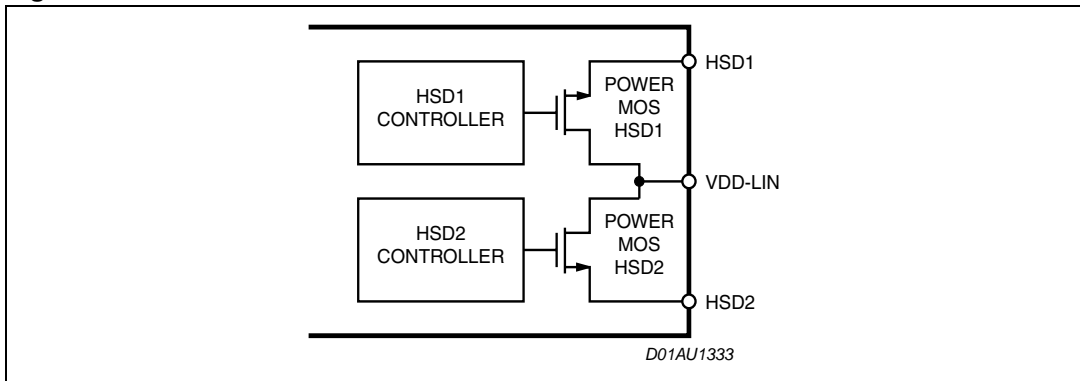 HSD1
CONTROLLER
POWER
MOS
HSD1
HSD1
VDD-LIN
HSD2
CONTROLLER
POWER
MOS
HSD2
HSD2
D01AU1333